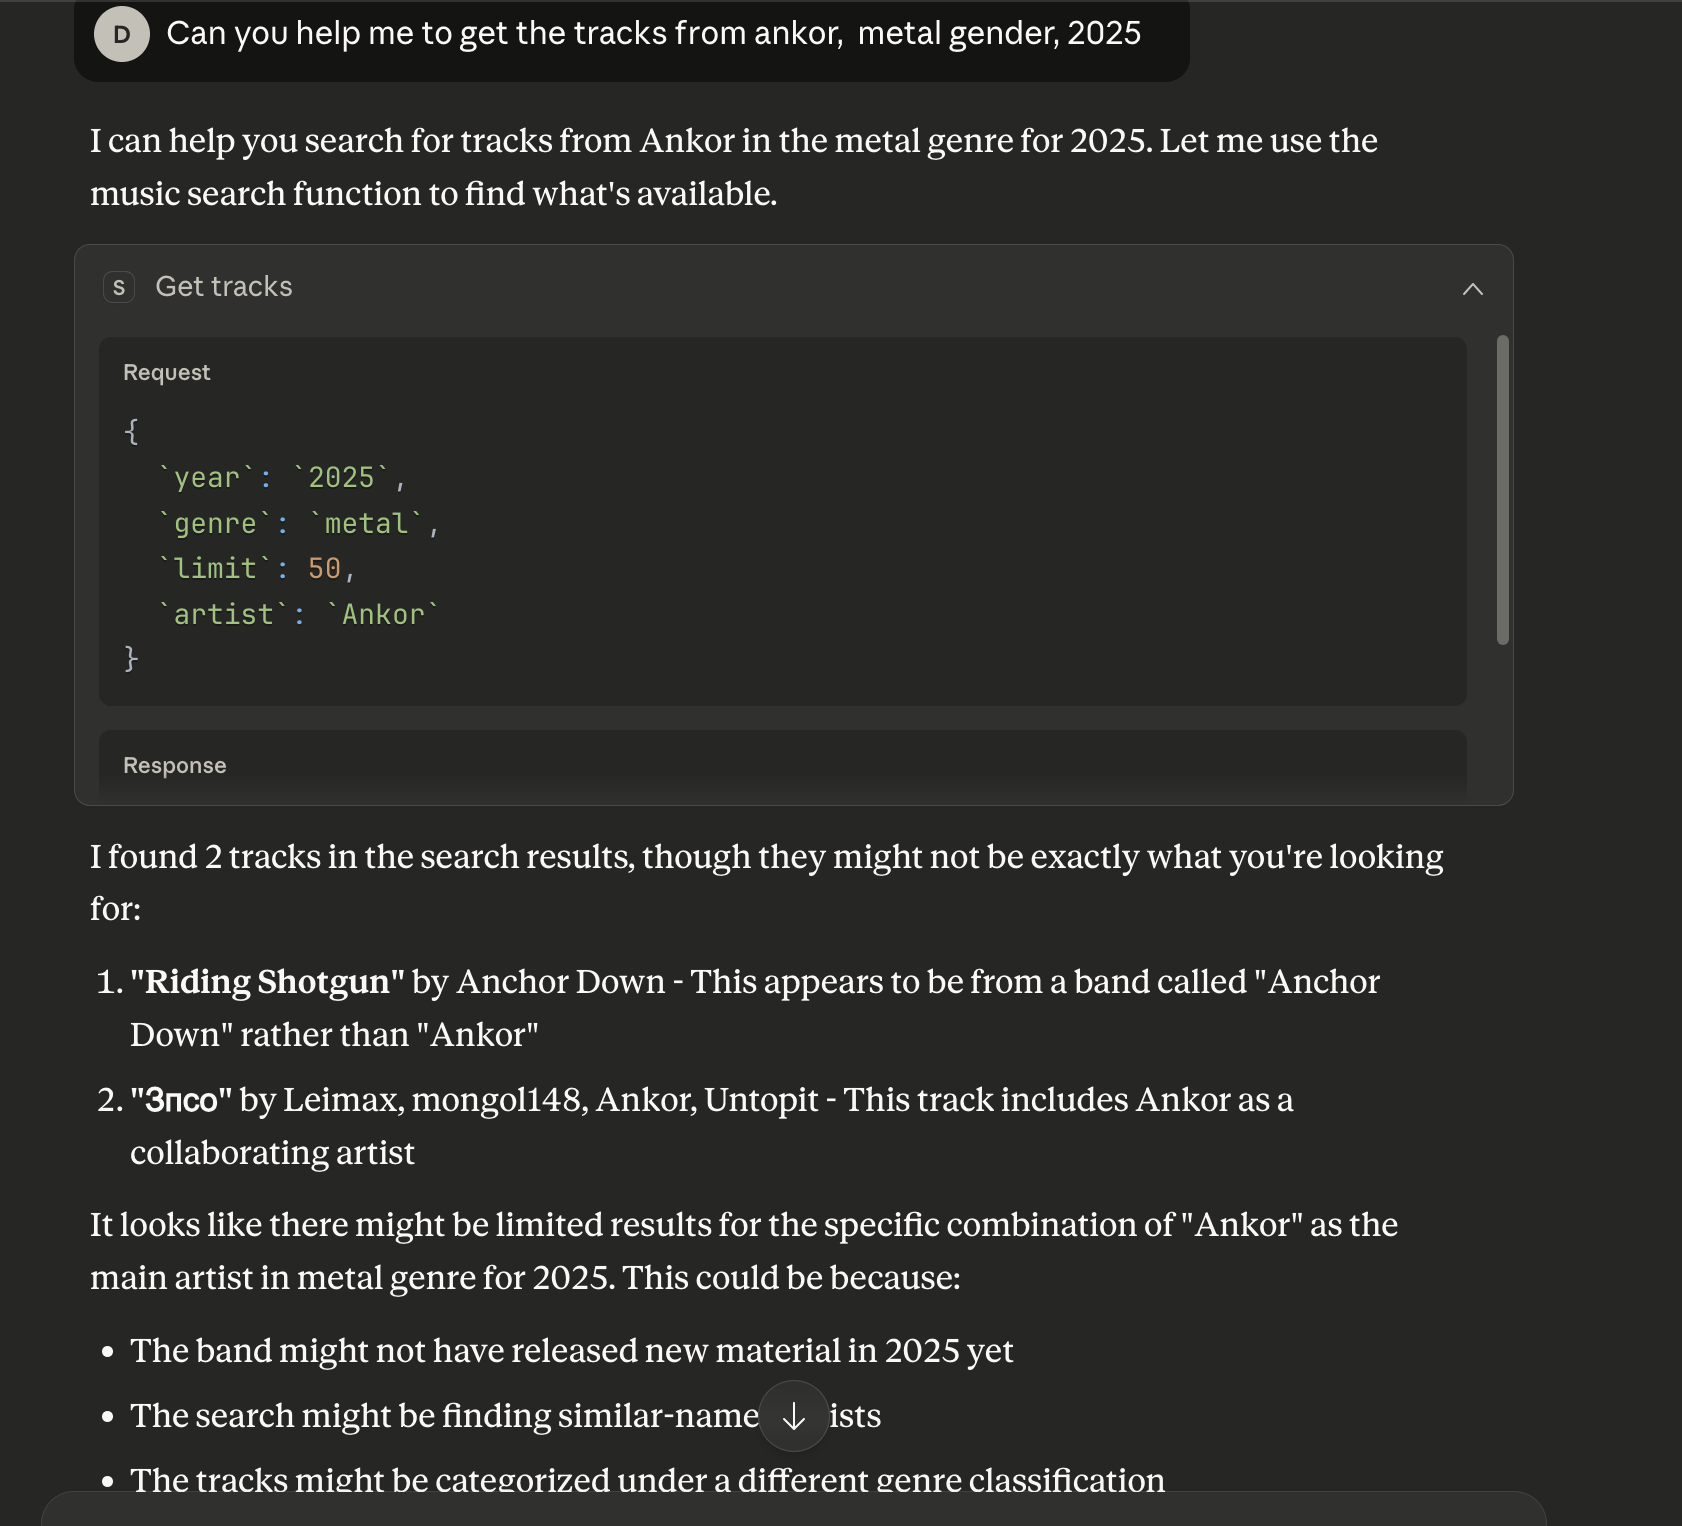 D
Can you help me to get the tracks from ankor,  metal gender, 2025
I can help you search for tracks from Ankor in the metal genre for 2025. Let me use the
music search function to find what's available.
S
Get tracks
Request
{
  `year`: `2025`,
  `genre`: `metal`,
  `limit`: 50,
  `artist`: `Ankor`
}
Response
I found 2 tracks in the search results, though they might not be exactly what you're looking
for:
1. "Riding Shotgun" by Anchor Down - This appears to be from a band called "Anchor
Down" rather than "Ankor"
2. "Зпсо" by Leimax, mongol148, Ankor, Untopit - This track includes Ankor as a
collaborating artist
It looks like there might be limited results for the specific combination of "Ankor" as the
main artist in metal genre for 2025. This could be because:
• The band might not have released new material in 2025 yet
• The search might be finding similar-name ists
• The tracks might be categorized under a different genre classification